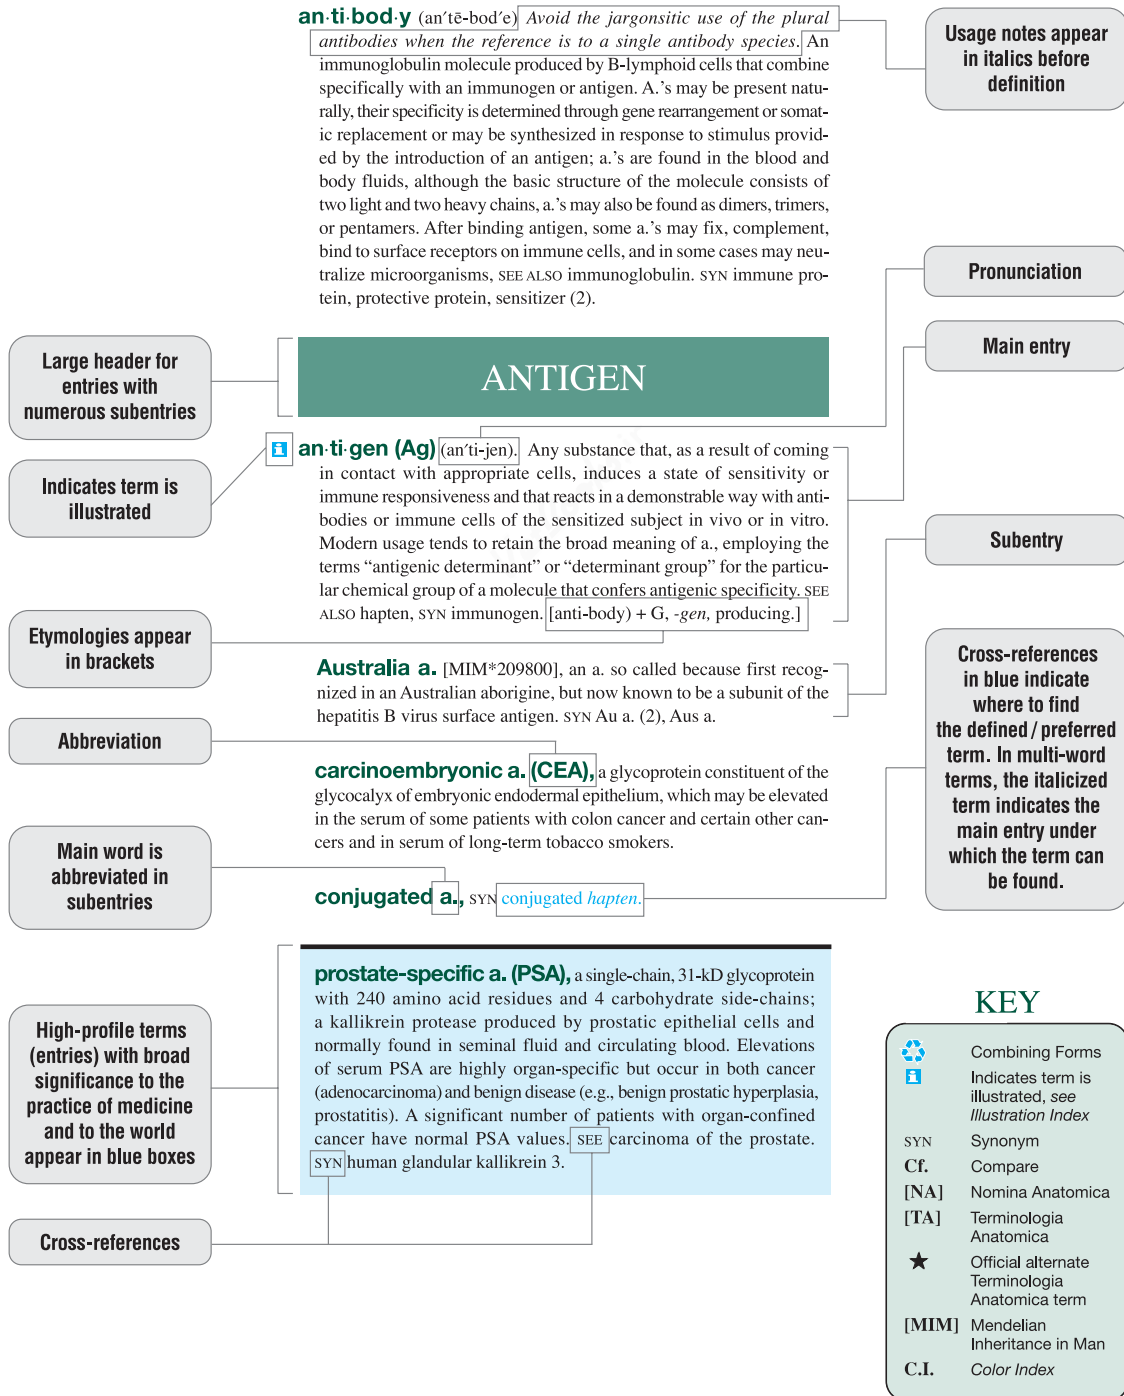 an·ti·bod·y (an′tē-bod′e) Avoid the jargonsitic use of the plural
antibodies when the reference is to a single antibody species. An
immunoglobulin molecule produced by B-lymphoid cells that combine
specifically with an immunogen or antigen. A.'s may be present natu-
rally, their specificity is determined through gene rearrangement or somat-
ic replacement or may be synthesized in response to stimulus provid-
ed by the introduction of an antigen; a.'s are found in the blood and
body fluids, although the basic structure of the molecule consists of
two light and two heavy chains, a.'s may also be found as dimers, trimers,
or pentamers. After binding antigen, some a.'s may fix, complement,
bind to surface receptors on immune cells, and in some cases may neu-
tralize microorganisms, SEE ALSO immunoglobulin. SYN immune pro-
tein, protective protein, sensitizer (2).
Usage notes appear
in italics before
definition
Pronunciation
Main entry
Large header for
entries with
numerous subentries
ANTIGEN
Indicates term is
illustrated
i an·ti·gen (Ag) (an′ti-jen). Any substance that, as a result of coming
in contact with appropriate cells, induces a state of sensitivity or
immune responsiveness and that reacts in a demonstrable way with anti-
bodies or immune cells of the sensitized subject in vivo or in vitro.
Modern usage tends to retain the broad meaning of a., employing the
terms “antigenic determinant” or “determinant group” for the particu-
lar chemical group of a molecule that confers antigenic specificity. SEE
ALSO hapten, SYN immunogen. [anti-body) + G, -gen, producing.]
Subentry
Etymologies appear
in brackets
Australia a. [MIM*209800], an a. so called because first recog-
nized in an Australian aborigine, but now known to be a subunit of the
hepatitis B virus surface antigen. SYN Au a. (2), Aus a.
Cross-references
in blue indicate
where to find
the defined / preferred
term. In multi-word
terms, the italicized
term indicates the
main entry under
which the term can
be found.
Abbreviation
carcinoembryonic a. (CEA), a glycoprotein constituent of the
glycocalyx of embryonic endodermal epithelium, which may be elevated
in the serum of some patients with colon cancer and certain other can-
cers and in serum of long-term tobacco smokers.
Main word is
abbreviated in
subentries
conjugated a., SYN conjugated hapten.
High-profile terms
(entries) with broad
significance to the
practice of medicine
and to the world
appear in blue boxes
prostate-specific a. (PSA), a single-chain, 31-kD glycoprotein
with 240 amino acid residues and 4 carbohydrate side-chains;
a kallikrein protease produced by prostatic epithelial cells and
normally found in seminal fluid and circulating blood. Elevations
of serum PSA are highly organ-specific but occur in both cancer
(adenocarcinoma) and benign disease (e.g., benign prostatic hyperplasia,
prostatitis). A significant number of patients with organ-confined
cancer have normal PSA values. SEE carcinoma of the prostate.
SYN human glandular kallikrein 3.
Cross-references
KEY
Combining Forms
i Indicates term is
illustrated, see
Illustration Index
SYN Synonym
Cf. Compare
[NA] Nomina Anatomica
[TA] Terminologia
Anatomica
★ Official alternate
Terminologia
Anatomica term
[MIM] Mendelian
Inheritance in Man
C.I. Color Index